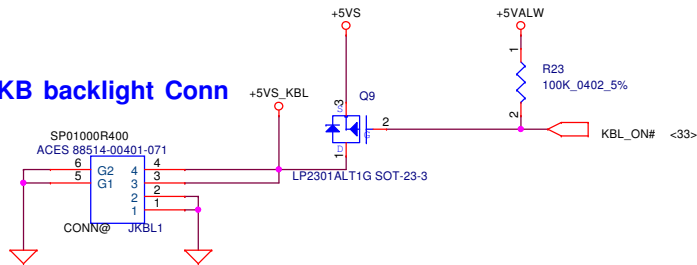 +5VS
+5VALW
KB backlight Conn
+5VS_KBL
1
R23
100K_0402_5%
2
3
S
Q9
2
G
D
1
KBL_ON# <33>
LP2301ALT1G SOT-23-3
SP01000R400
ACES 88514-00401-071
6 G2 4 4
5 G1 3 3
2 2
1 1
CONN@ JKBL1